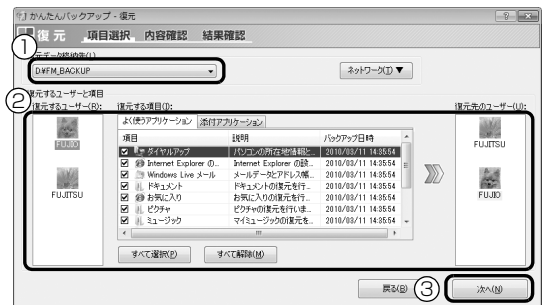 かんたんバックアップ - 復元
復元 項目選択 内容確認 結果確認
①
復元データ格納先(L)
D:¥FM_BACKUP
ネットワーク(T) ▼
復元するユーザーと項目
②
復元するユーザー(R):
復元する項目(I):
復元先のユーザー(U):
よく使うアプリケーション
添付アプリケーション
項目 説明 バックアップ日時
ダイヤルアップ パソコンの所在地情報と... 2010/03/11 14:35:54
Internet Explorer の... Internet Explorer の設... 2010/03/11 14:35:54
Windows Live メール メールデータとアドレス帳... 2010/03/11 14:35:54
ドキュメント ドキュメントの復元を行... 2010/03/11 14:35:54
お気に入り お気に入りの復元を行... 2010/03/11 14:35:54
ピクチャ ピクチャの復元を行いま... 2010/03/11 14:35:54
ミュージック マイミュージックの復元を... 2010/03/11 14:35:54
FUJIO
FUJITSU
FUJITSU
FUJIO
すべて選択(P)
すべて解除(M)
戻る(B)
③
次へ(N)